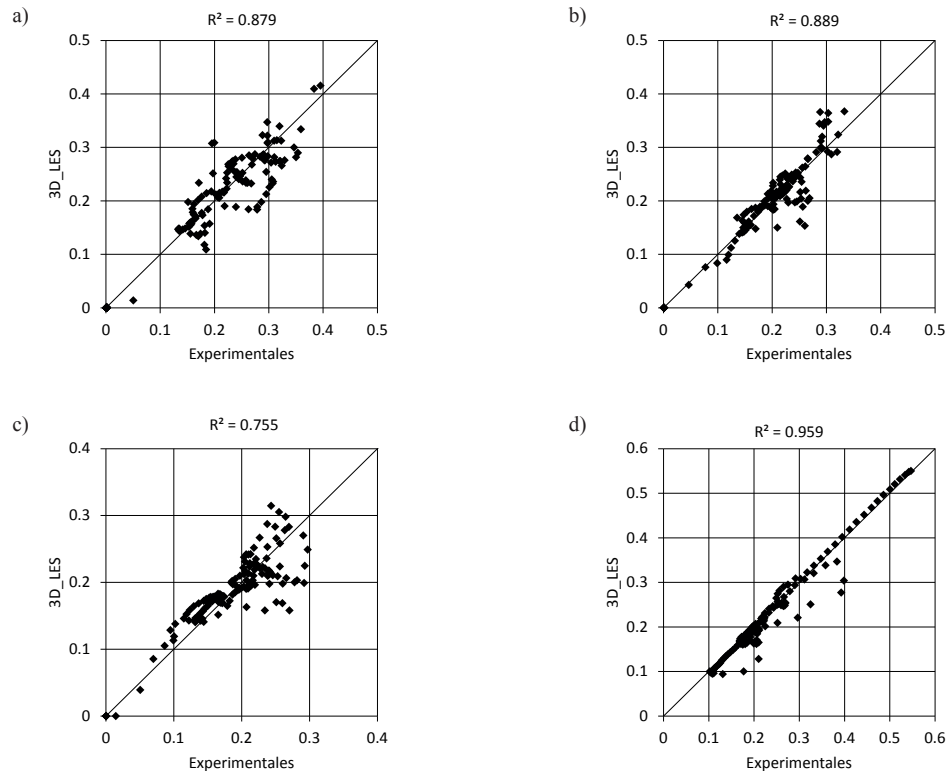 a)
R² = 0.879
0.5
0.4
0.3
0.2
0.1
0
3D_LES
0 0.1 0.2 0.3 0.4 0.5
Experimentales
b)
R² = 0.889
0.5
0.4
0.3
0.2
0.1
0
3D_LES
0 0.1 0.2 0.3 0.4 0.5
Experimentales
c)
R² = 0.755
0.4
0.3
0.2
0.1
0
3D_LES
0 0.1 0.2 0.3 0.4
Experimentales
d)
R² = 0.959
0.6
0.5
0.4
0.3
0.2
0.1
0
3D_LES
0 0.1 0.2 0.3 0.4 0.5 0.6
Experimentales